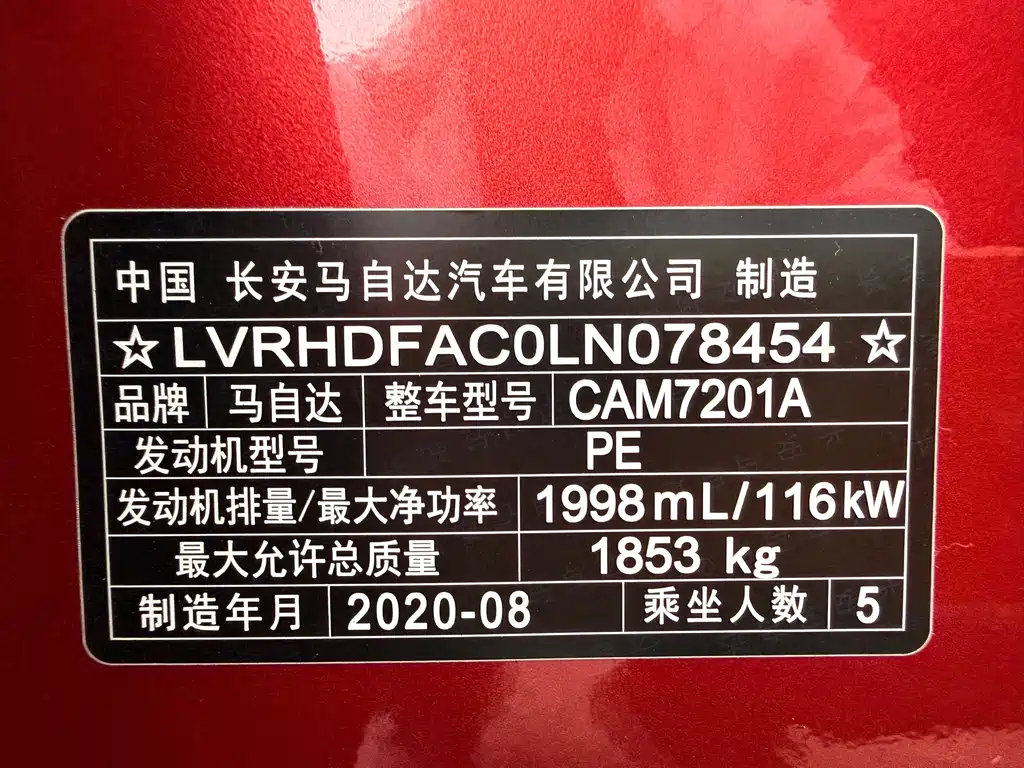 中国 长安马自达汽车有限公司 制造
☆LVRHDFAC0LN078454☆
品牌 马自达 整车型号 CAM7201A
发动机型号 PE
发动机排量/最大净功率 1998mL/116kW
最大允许总质量 1853 kg
制造年月 2020-08 乘坐人数 5